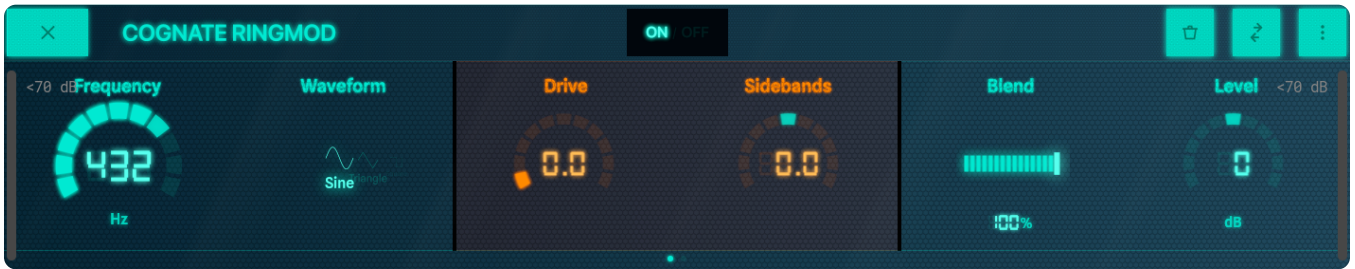 COGNATE RINGMOD
ON / OFF
<70 dB Frequency Waveform Drive Sidebands Blend Level <70 dB
432 0.0 0.0 0
Sine Triangle
Hz 100% dB